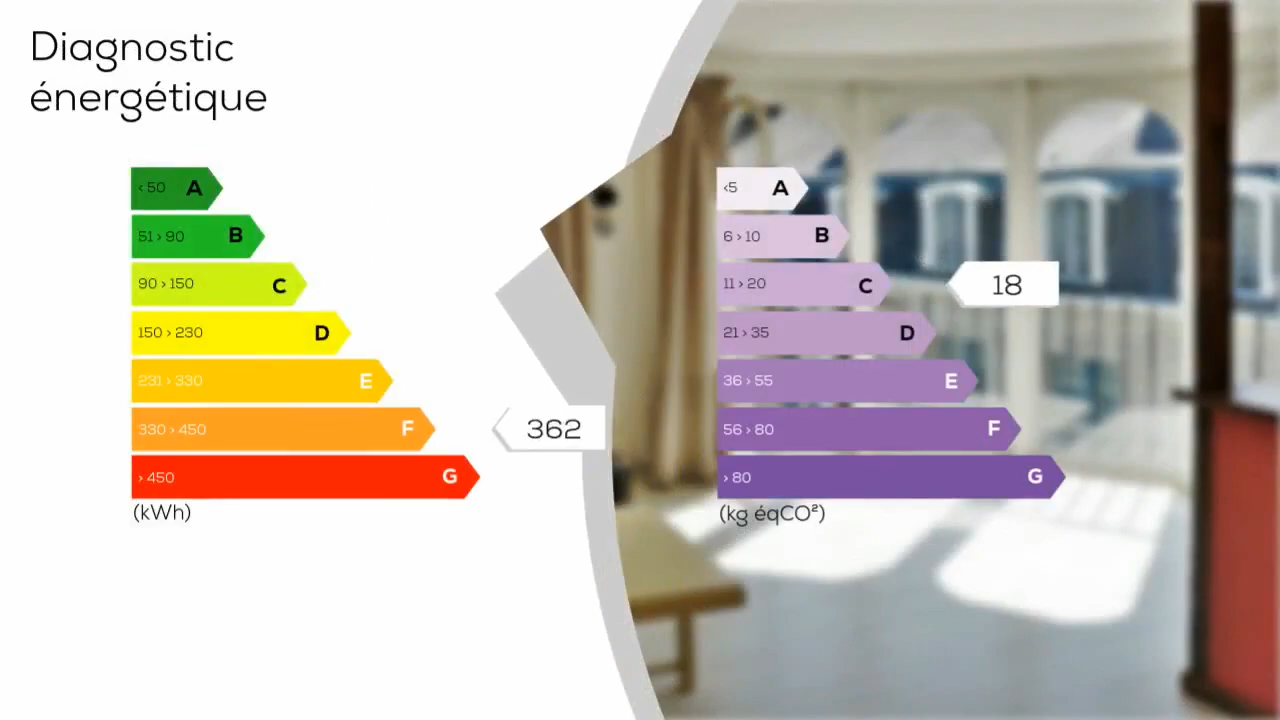 Diagnostic
énergétique
< 50 A
51 > 90 B
90 > 150 C
150 > 230 D
231 > 330 E
330 > 450 F
362
> 450 G
(kWh)
<5 A
6 > 10 B
11 > 20 C
18
21 > 35 D
36 > 55 E
56 > 80 F
> 80 G
(kg éqCO²)